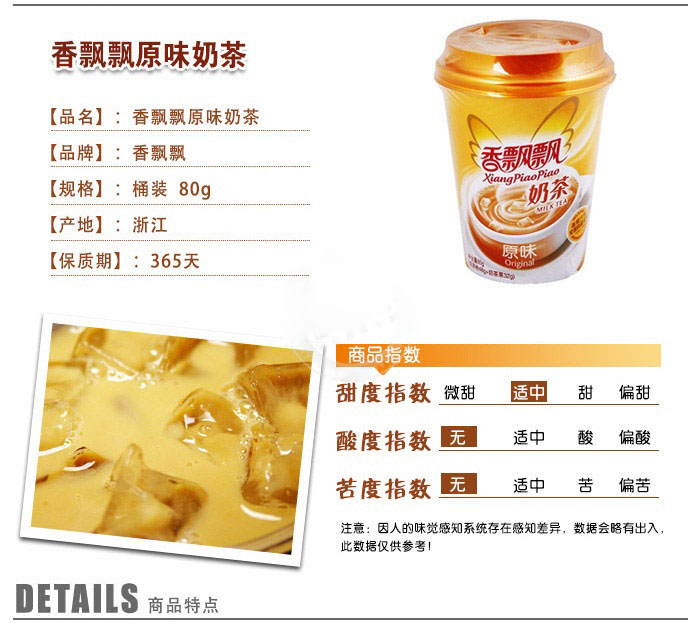 香飘飘原味奶茶
【品名】：香飘飘原味奶茶
【品牌】：香飘飘
【规格】：桶装 80g
【产地】：浙江
【保质期】：365天
香飘飘
XiangPiaoPiao
奶茶
MILK TEA
原味
Original
商品指数
甜度指数 微甜 适中 甜 偏甜
酸度指数 无 适中 酸 偏酸
苦度指数 无 适中 苦 偏苦
注意：因人的味觉感知系统存在感知差异，数据会略有出入，
此数据仅供参考！
DETAILS 商品特点